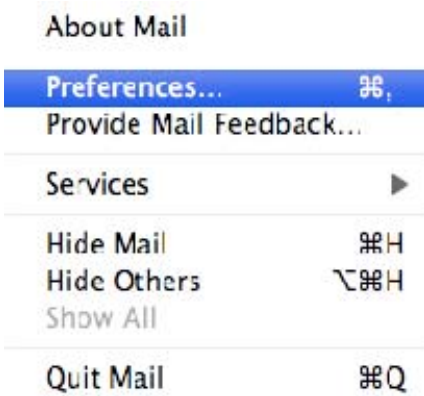 About Mail
Preferences... ⌘,
Provide Mail Feedback...
Services ▶
Hide Mail ⌘H
Hide Others ⌥⌘H
Show All
Quit Mail ⌘Q